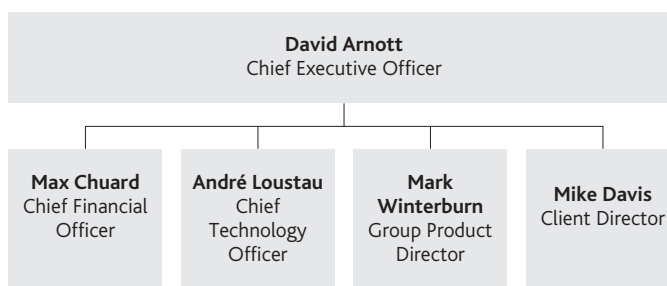 David Arnott
Chief Executive Officer
Max Chuard
Chief Financial
Officer
André Loustau
Chief
Technology
Officer
Mark
Winterburn
Group Product
Director
Mike Davis
Client Director